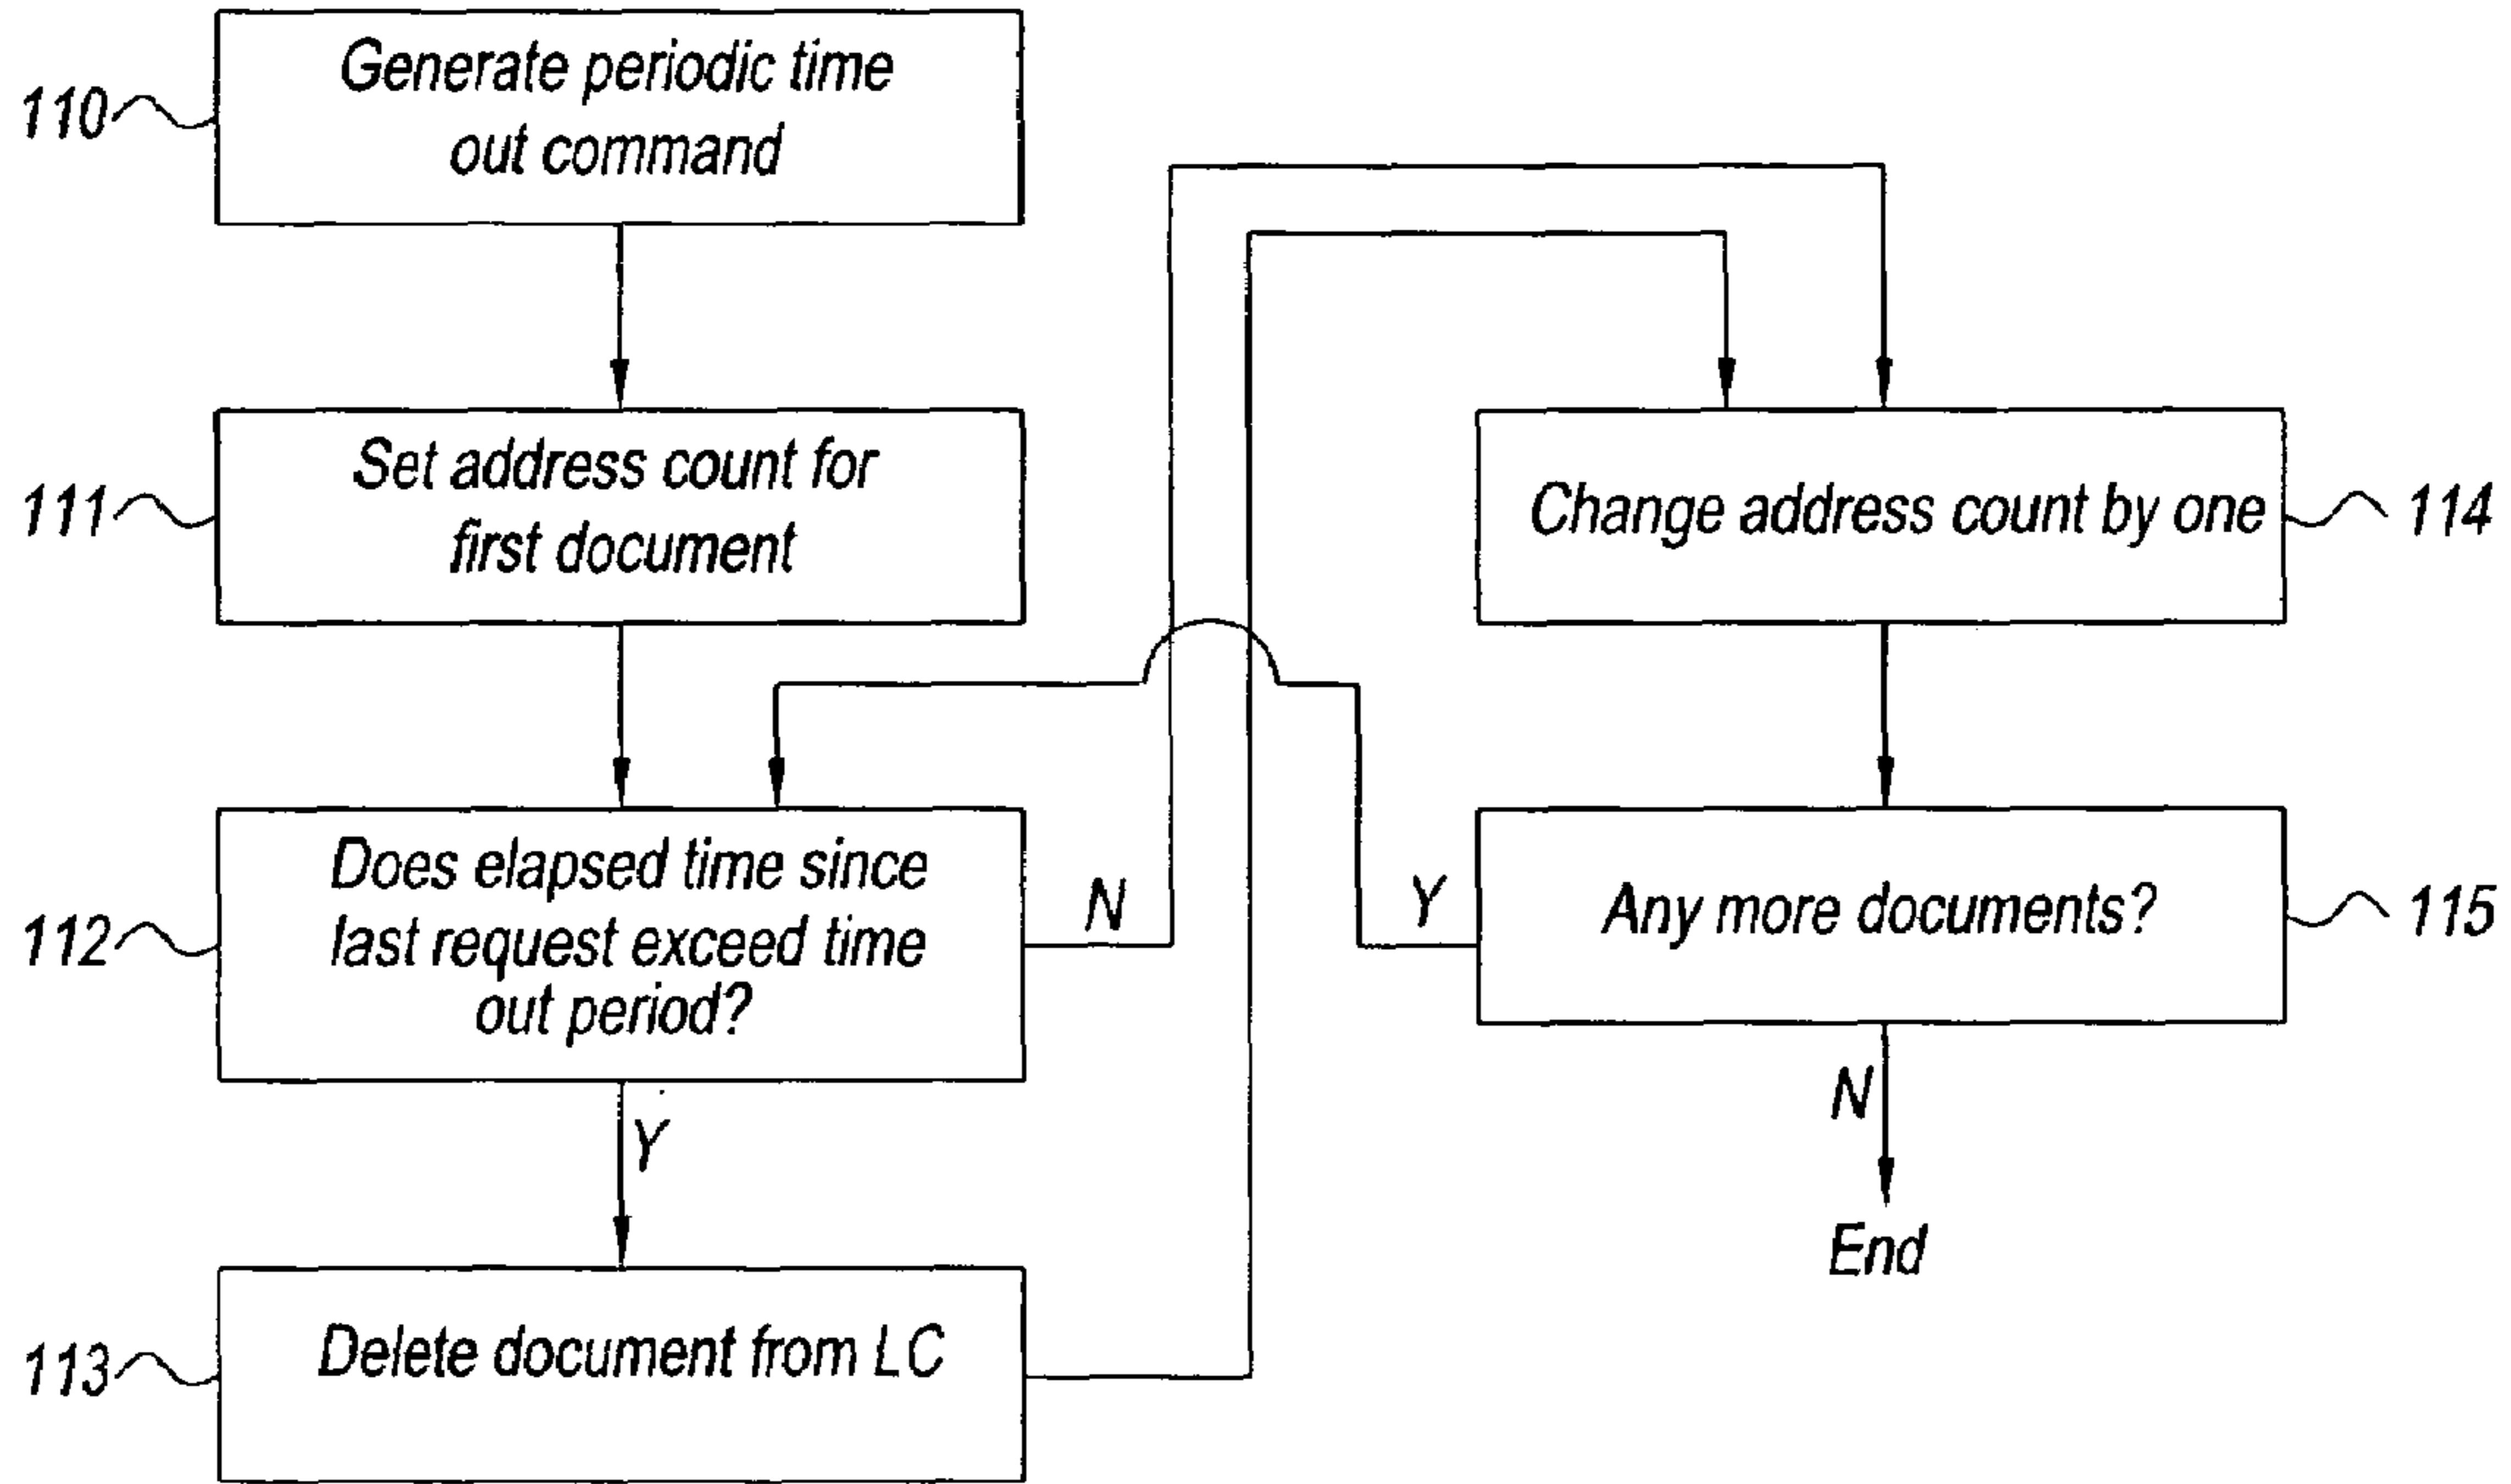 110
Generate periodic time
out command
111
Set address count for
first document
112
Does elapsed time since
last request exceed time
out period?
N
Y
113
Delete document from LC
Change address count by one
114
Y
Any more documents?
115
N
End